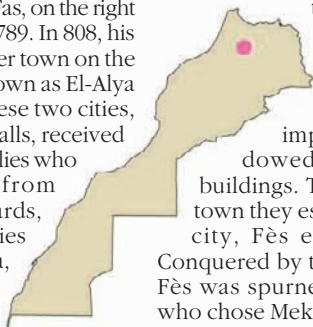 Fas, on the right
789. In 808, his
er town on the
own as El-Alya
ese two cities,
alls, received
lies who
from
ards,
ies
a,
imp
dowed
buildings. T
town they es
city, Fès e
Conquered by t
Fès was spurne
who chose Mek